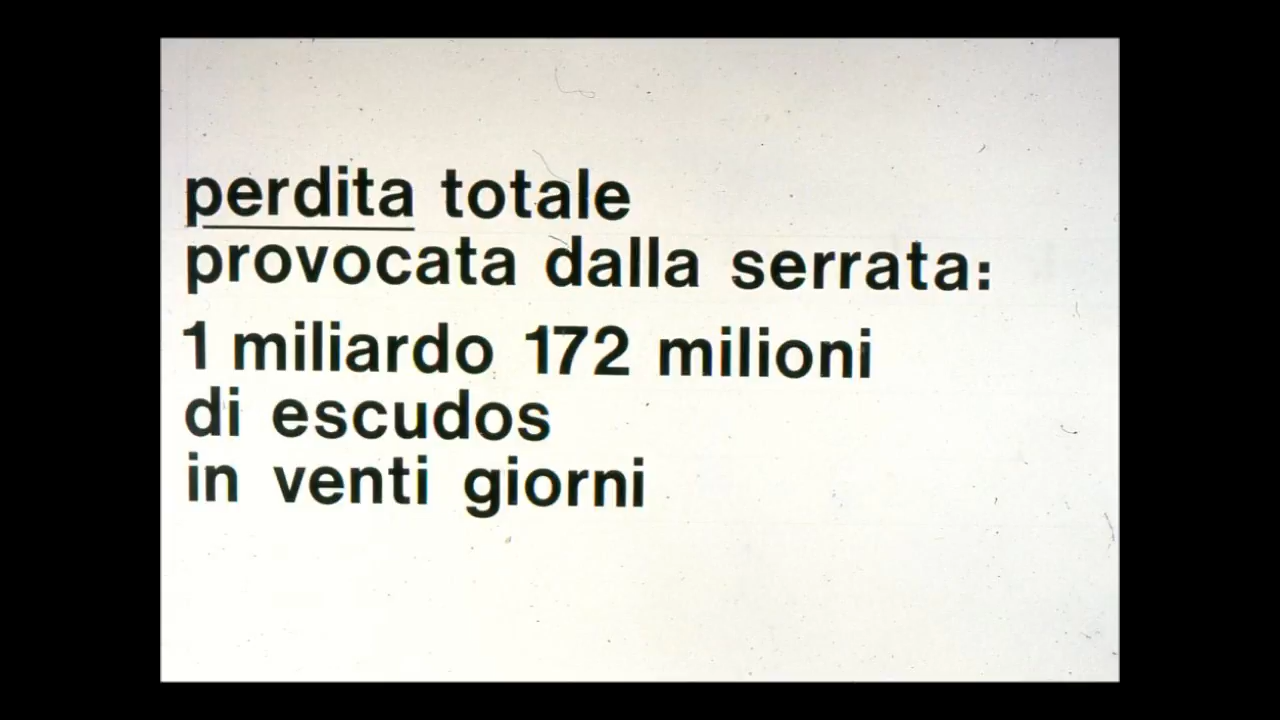 perdita totale
provocata dalla serrata:
1 miliardo 172 milioni
di escudos
in venti giorni